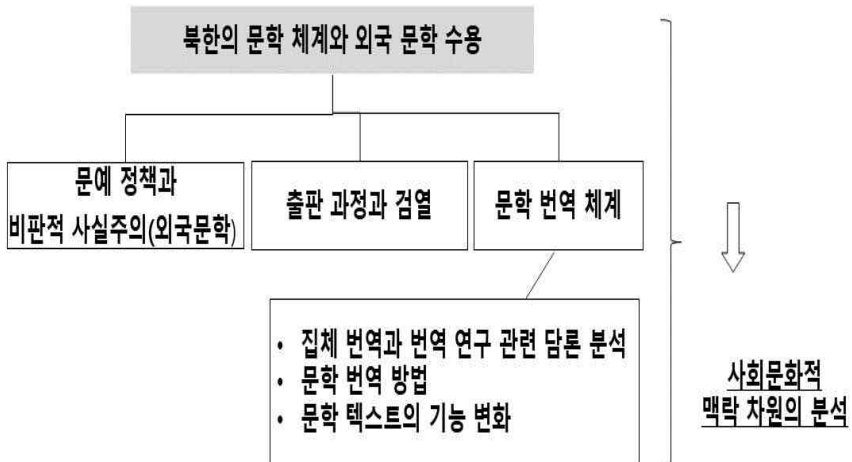 북한의 문학 체계와 외국 문학 수용
문예 정책과
비판적 사실주의(외국문학)
출판 과정과 검열
문학 번역 체계
• 집체 번역과 번역 연구 관련 담론 분석
• 문학 번역 방법
• 문학 텍스트의 기능 변화
사회문화적
맥락 차원의 분석